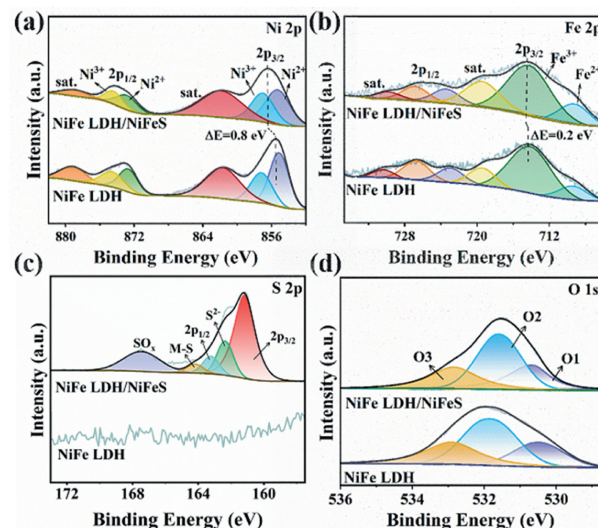 (a)
Ni 2p
2p3/2
Ni3+
2p1/2
Ni2+
sat.
sat.
Ni3+
Ni2+
NiFe LDH/NiFeS
ΔE=0.8 eV
NiFe LDH
Intensity (a.u.)
880 872 864 856
Binding Energy (eV)
(b)
Fe 2p
2p3/2
Fe3+
sat.
2p1/2
sat.
Fe2+
NiFe LDH/NiFeS
ΔE=0.2 eV
NiFe LDH
Intensity (a.u.)
728 720 712
Binding Energy (eV)
(c)
S 2p
S2-
2p1/2
SOx
M-S
2p3/2
NiFe LDH/NiFeS
NiFe LDH
Intensity (a.u.)
173 168 164 160
Binding Energy (eV)
(d)
O 1s
O2
O3
O1
NiFe LDH/NiFeS
NiFe LDH
Intensity (a.u.)
536 534 532 530
Binding Energy (eV)